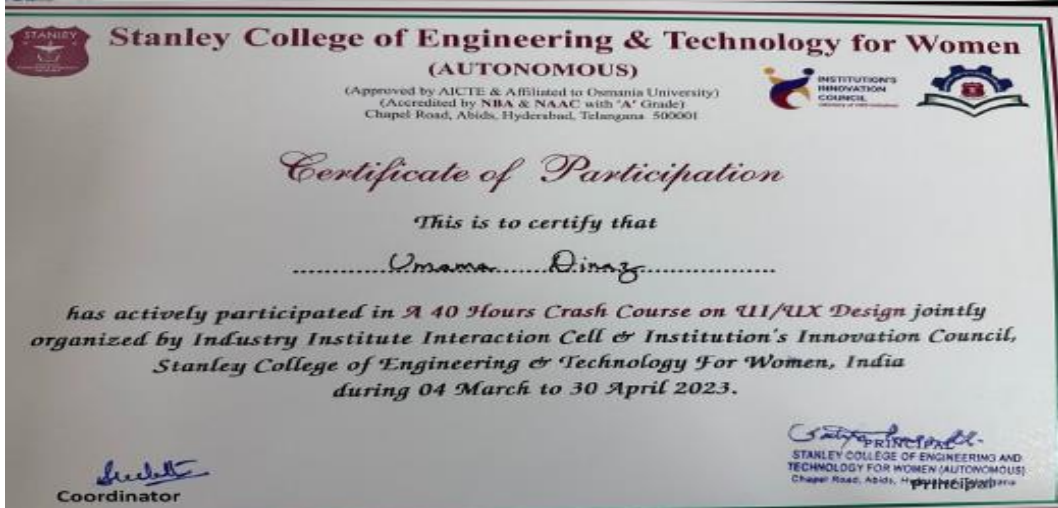 STANLEY
Stanley College of Engineering & Technology for Women
(AUTONOMOUS)
(Approved by AICTE & Affiliated to Osmania University)
(Accredited by NBA & NAAC with 'A' Grade)
Chapel Road, Abids, Hyderabad, Telangana 500001
INSTITUTION'S
INNOVATION
COUNCIL
Certificate of Participation
This is to certify that
Umama Dinaz
has actively participated in A 40 Hours Crash Course on UI/UX Design jointly
organized by Industry Institute Interaction Cell & Institution's Innovation Council,
Stanley College of Engineering & Technology For Women, India
during 04 March to 30 April 2023.
PRINCIPAL
STANLEY COLLEGE OF ENGINEERING AND
TECHNOLOGY FOR WOMEN (AUTONOMOUS)
Chapel Road, Abids,
Coordinator
Principal